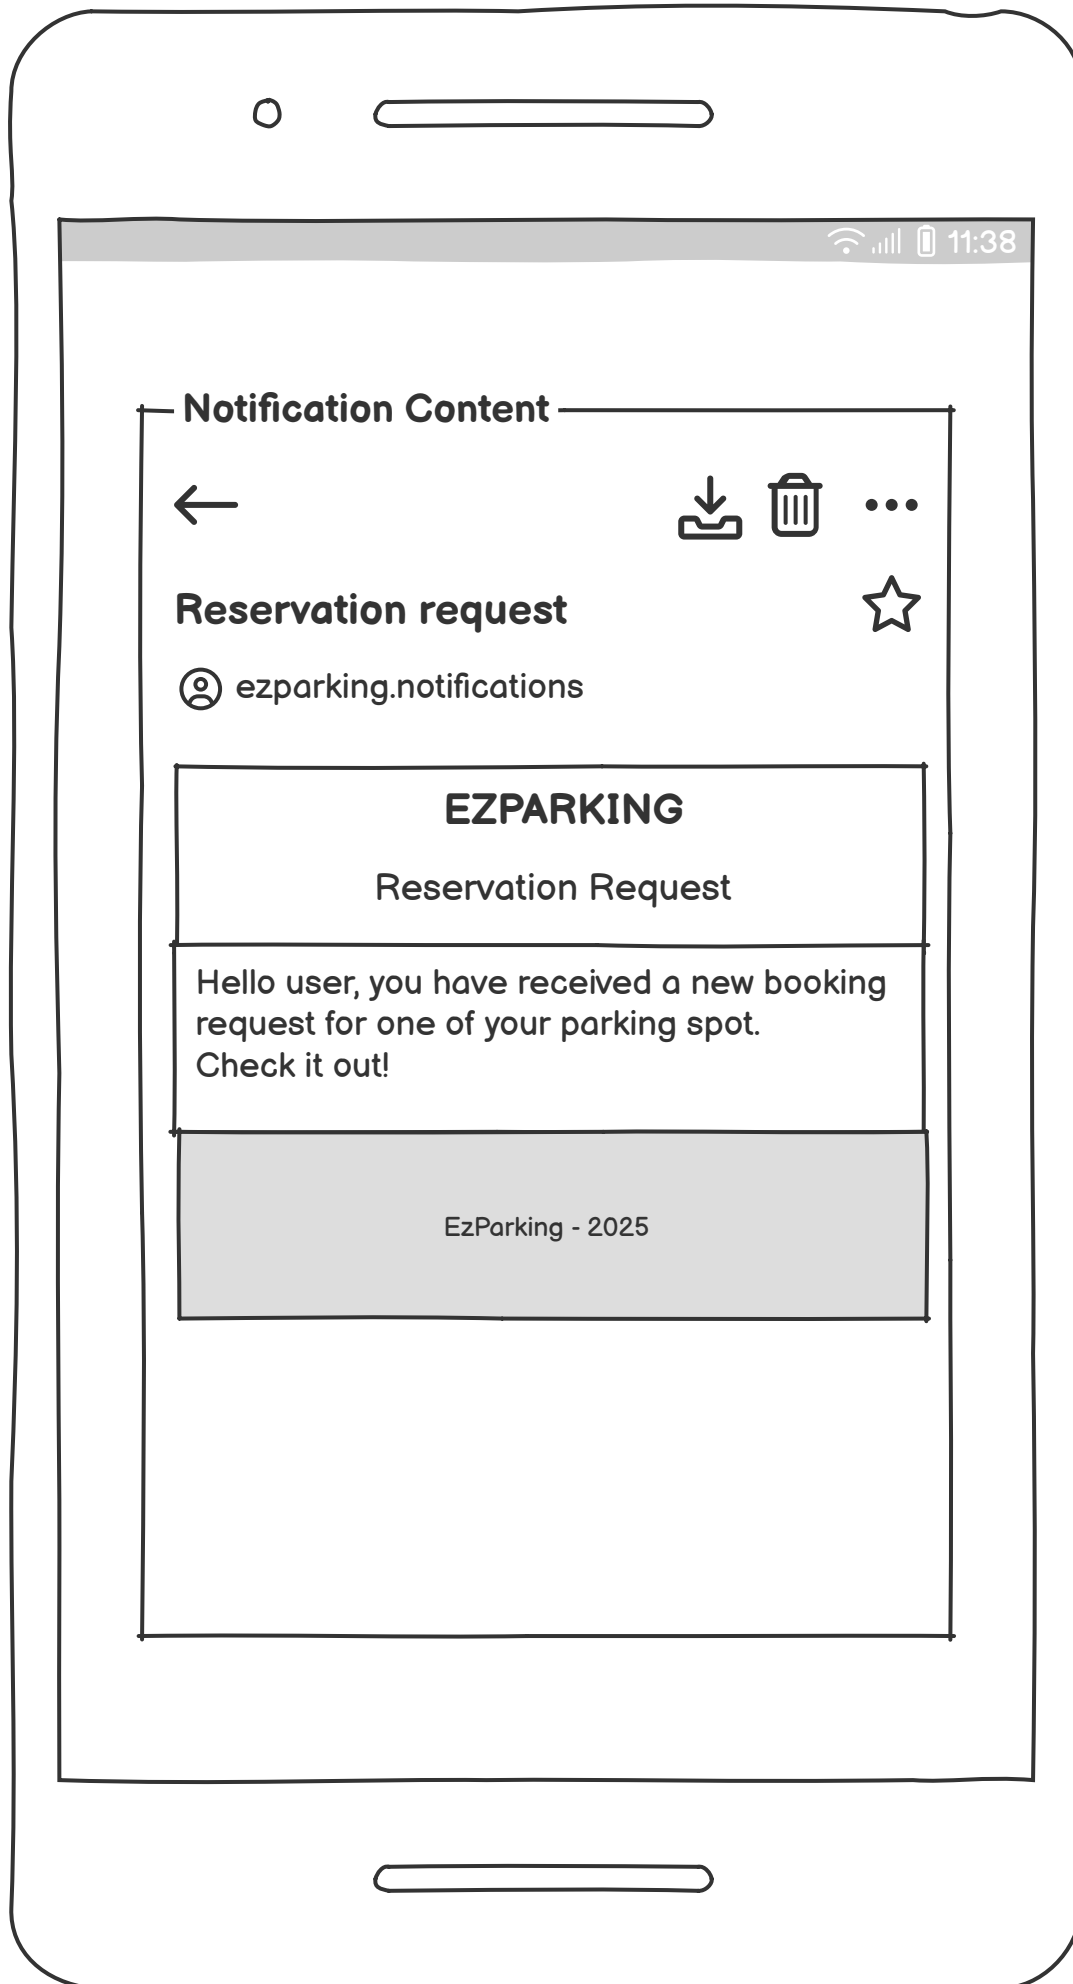 11:38
Notification Content
Reservation request
ezparking.notifications
EZPARKING
Reservation Request
Hello user, you have received a new booking
request for one of your parking spot.
Check it out!
EzParking - 2025